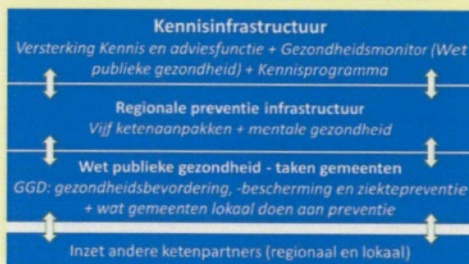 Kennisinfrastructuur
Versterking Kennis en adviesfunctie + Gezondheidsmonitor (Wet
publieke gezondheid) + Kennisprogramma
Regionale preventie infrastructuur
Vijf ketenaanpakken + mentale gezondheid
Wet publieke gezondheid - taken gemeenten
GGD: gezondheidsbevordering, -bescherming en ziektepreventie
+ wat gemeenten lokaal doen aan preventie
Inzet andere ketenpartners (regionaal en lokaal)